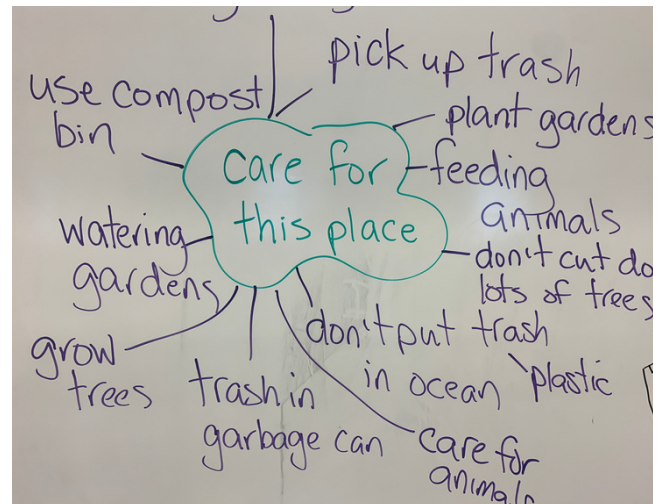 pick up trash
use compost
bin
plant gardens
care for
this place
feeding
animals
watering
gardens
don't cut do
lots of trees
don't put trash
in ocean
plastic
grow
trees
trash in
garbage can
care for
animals